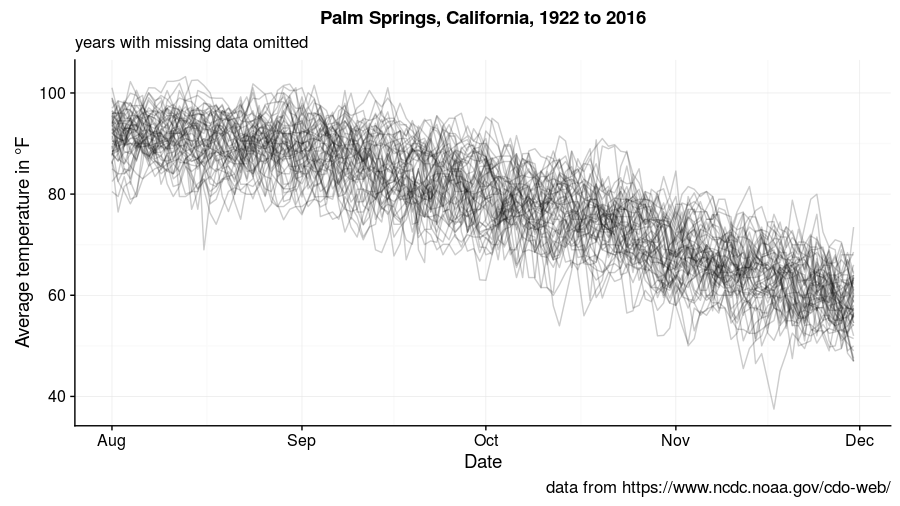 Palm Springs, California, 1922 to 2016
years with missing data omitted
Average temperature in °F
100
80
60
40
Aug Sep Oct Nov Dec
Date
data from https://www.ncdc.noaa.gov/cdo-web/